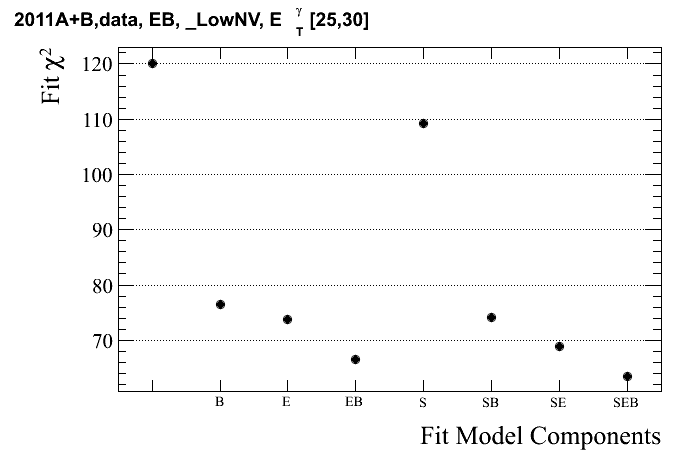 2011A+B,data, EB, _LowNV, E γ T [25,30]
Fit χ²
120
110
100
90
80
70
B E EB S SB SE SEB
Fit Model Components